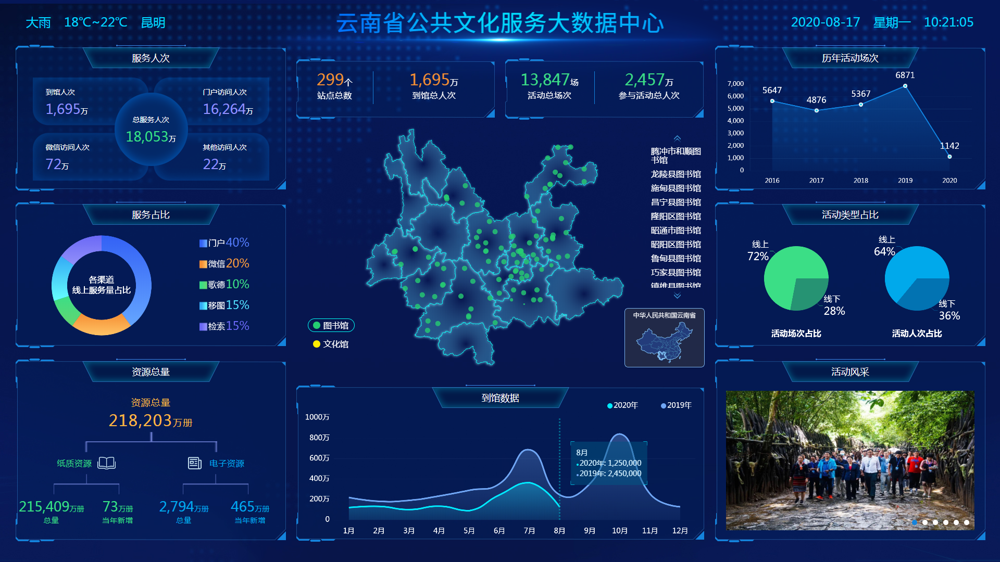 大雨 18℃~22℃ 昆明
云南省公共文化服务大数据中心
2020-08-17 星期一 10:21:05
服务人次
到馆人次
1,695万
门户访问人次
16,264万
总服务人次
18,053万
微信访问人次
72万
其他访问人次
22万
服务占比
各渠道
线上服务量占比
门户40%
微信20%
歌德10%
移图15%
检索15%
资源总量
资源总量
218,203万册
纸质资源
电子资源
215,409万册
总量
73万册
当年新增
2,794万册
总量
465万册
当年新增
299个
站点总数
1,695万
到馆总人次
13,847场
活动总场次
2,457万
参与活动总人次
腾冲市和顺图
书馆
龙陵县图书馆
施甸县图书馆
昌宁县图书馆
隆阳区图书馆
昭通市图书馆
昭阳区图书馆
鲁甸县图书馆
巧家县图书馆
镇雄县图书馆
图书馆
文化馆
中华人民共和国云南省
到馆数据
2020年
2019年
1000万
800万
600万
400万
200万
0
8月
2020年: 1,250,000
2019年: 2,450,000
1月 2月 3月 4月 5月 6月 7月 8月 9月 10月 11月 12月
历年活动场次
7,000
6,000
5,000
4,000
3,000
2,000
1,000
0
5647
4876
5367
6871
1142
2016 2017 2018 2019 2020
活动类型占比
线上
72%
线下
28%
活动场次占比
线上
64%
线下
36%
活动人次占比
活动风采